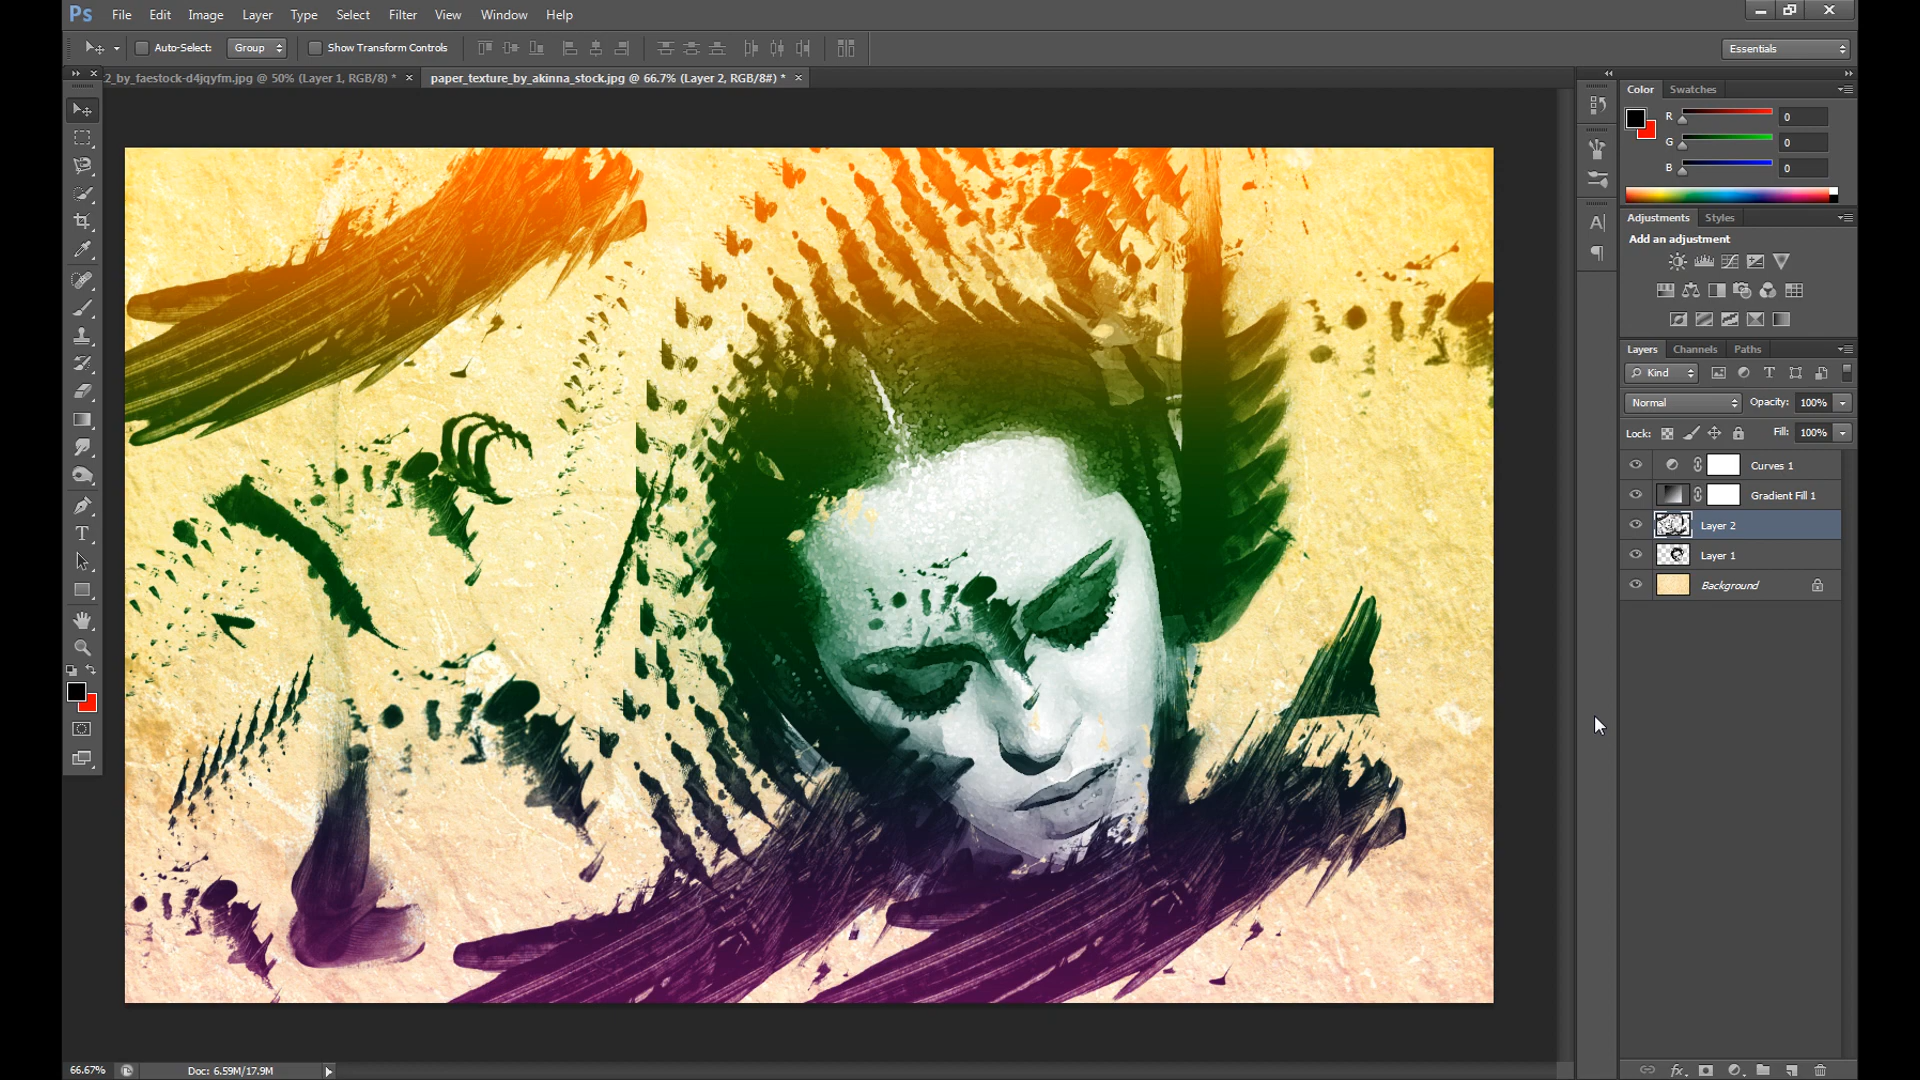 Ps File Edit Image Layer Type Select Filter View Window Help
Auto-Select: Group Show Transform Controls Essentials
2_by_faestock-d4jqyfm.jpg @ 50% (Layer 1, RGB/8) * × paper_texture_by_akinna_stock.jpg @ 66.7% (Layer 2, RGB/8#) * ×
Color Swatches
R 0
G 0
B 0
Adjustments Styles
Add an adjustment
Layers Channels Paths
Kind
Normal Opacity: 100%
Lock: Fill: 100%
Curves 1
Gradient Fill 1
Layer 2
Layer 1
Background
66.67% Doc: 6.59M/17.9M